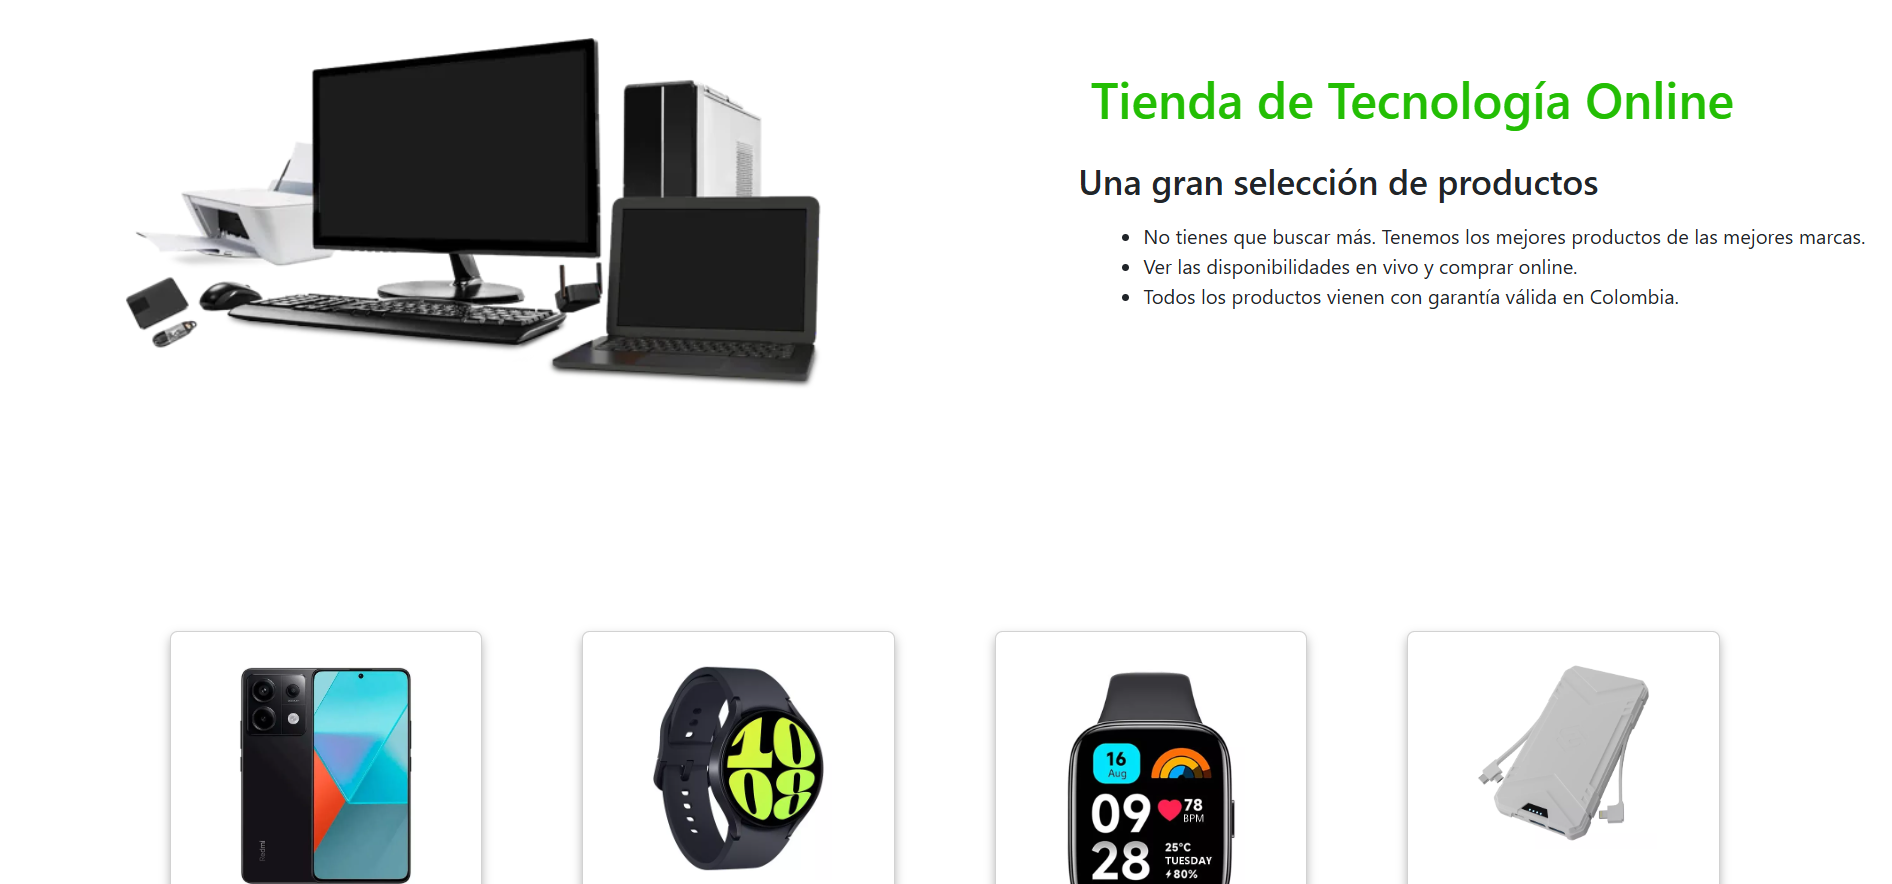 Tienda de Tecnología Online
Una gran selección de productos
No tienes que buscar más. Tenemos los mejores productos de las mejores marcas.
Ver las disponibilidades en vivo y comprar online.
Todos los productos vienen con garantía válida en Colombia.
Redmi
10
08
16
Aug
09
78
BPM
28
25°C
TUESDAY
80%